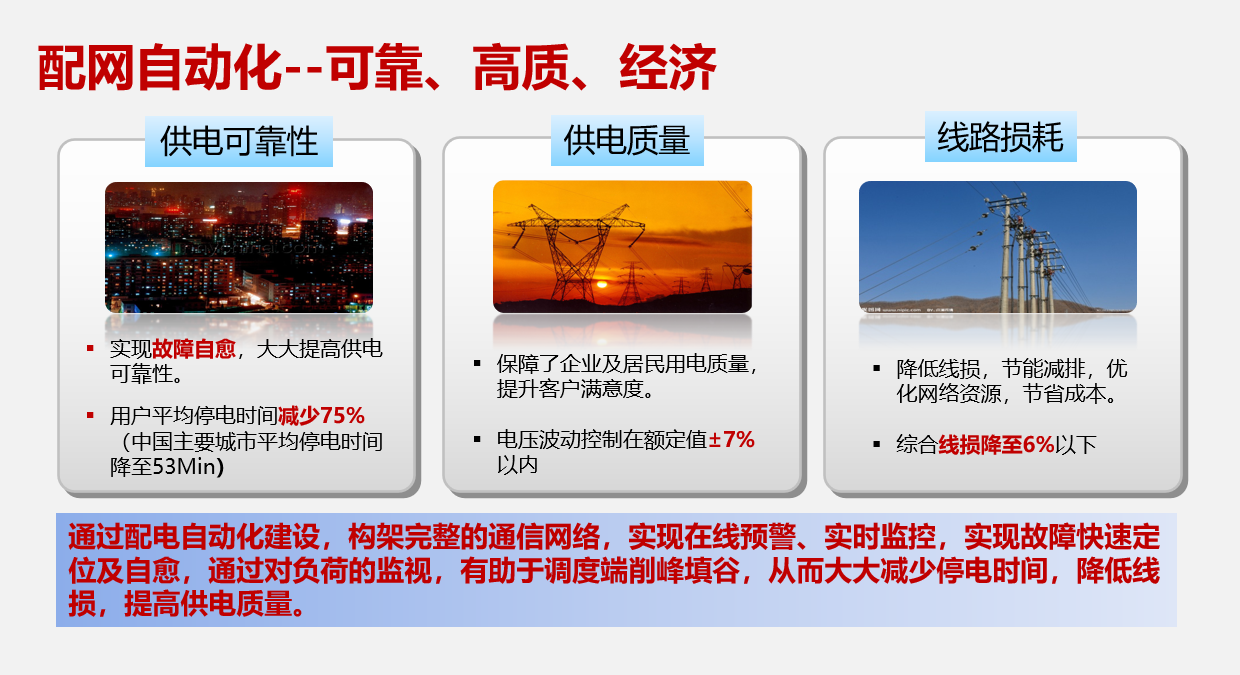 配网自动化--可靠、高质、经济
供电可靠性
▪ 实现故障自愈，大大提高供电
可靠性。
▪ 用户平均停电时间减少75%
（中国主要城市平均停电时间
降至53Min)
供电质量
▪ 保障了企业及居民用电质量，
提升客户满意度。
▪ 电压波动控制在额定值±7%
以内
线路损耗
▪ 降低线损，节能减排，优
化网络资源，节省成本。
▪ 综合线损降至6%以下
通过配电自动化建设，构架完整的通信网络，实现在线预警、实时监控，实现故障快速定
位及自愈，通过对负荷的监视，有助于调度端削峰填谷，从而大大减少停电时间，降低线
损，提高供电质量。